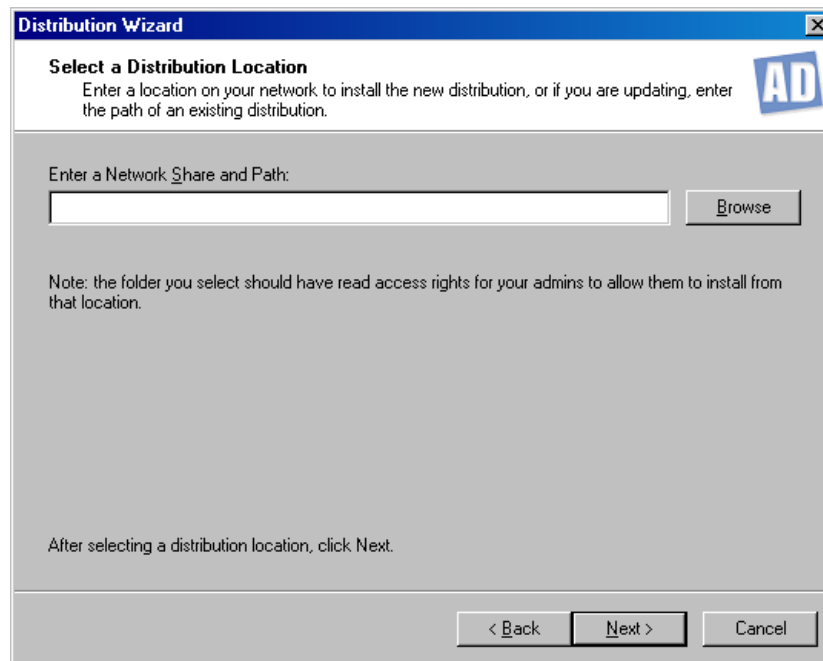 Distribution Wizard
Select a Distribution Location
Enter a location on your network to install the new distribution, or if you are updating, enter
the path of an existing distribution.
AD
Enter a Network Share and Path:
Browse
Note: the folder you select should have read access rights for your admins to allow them to install from
that location.
After selecting a distribution location, click Next.
< Back
Next >
Cancel